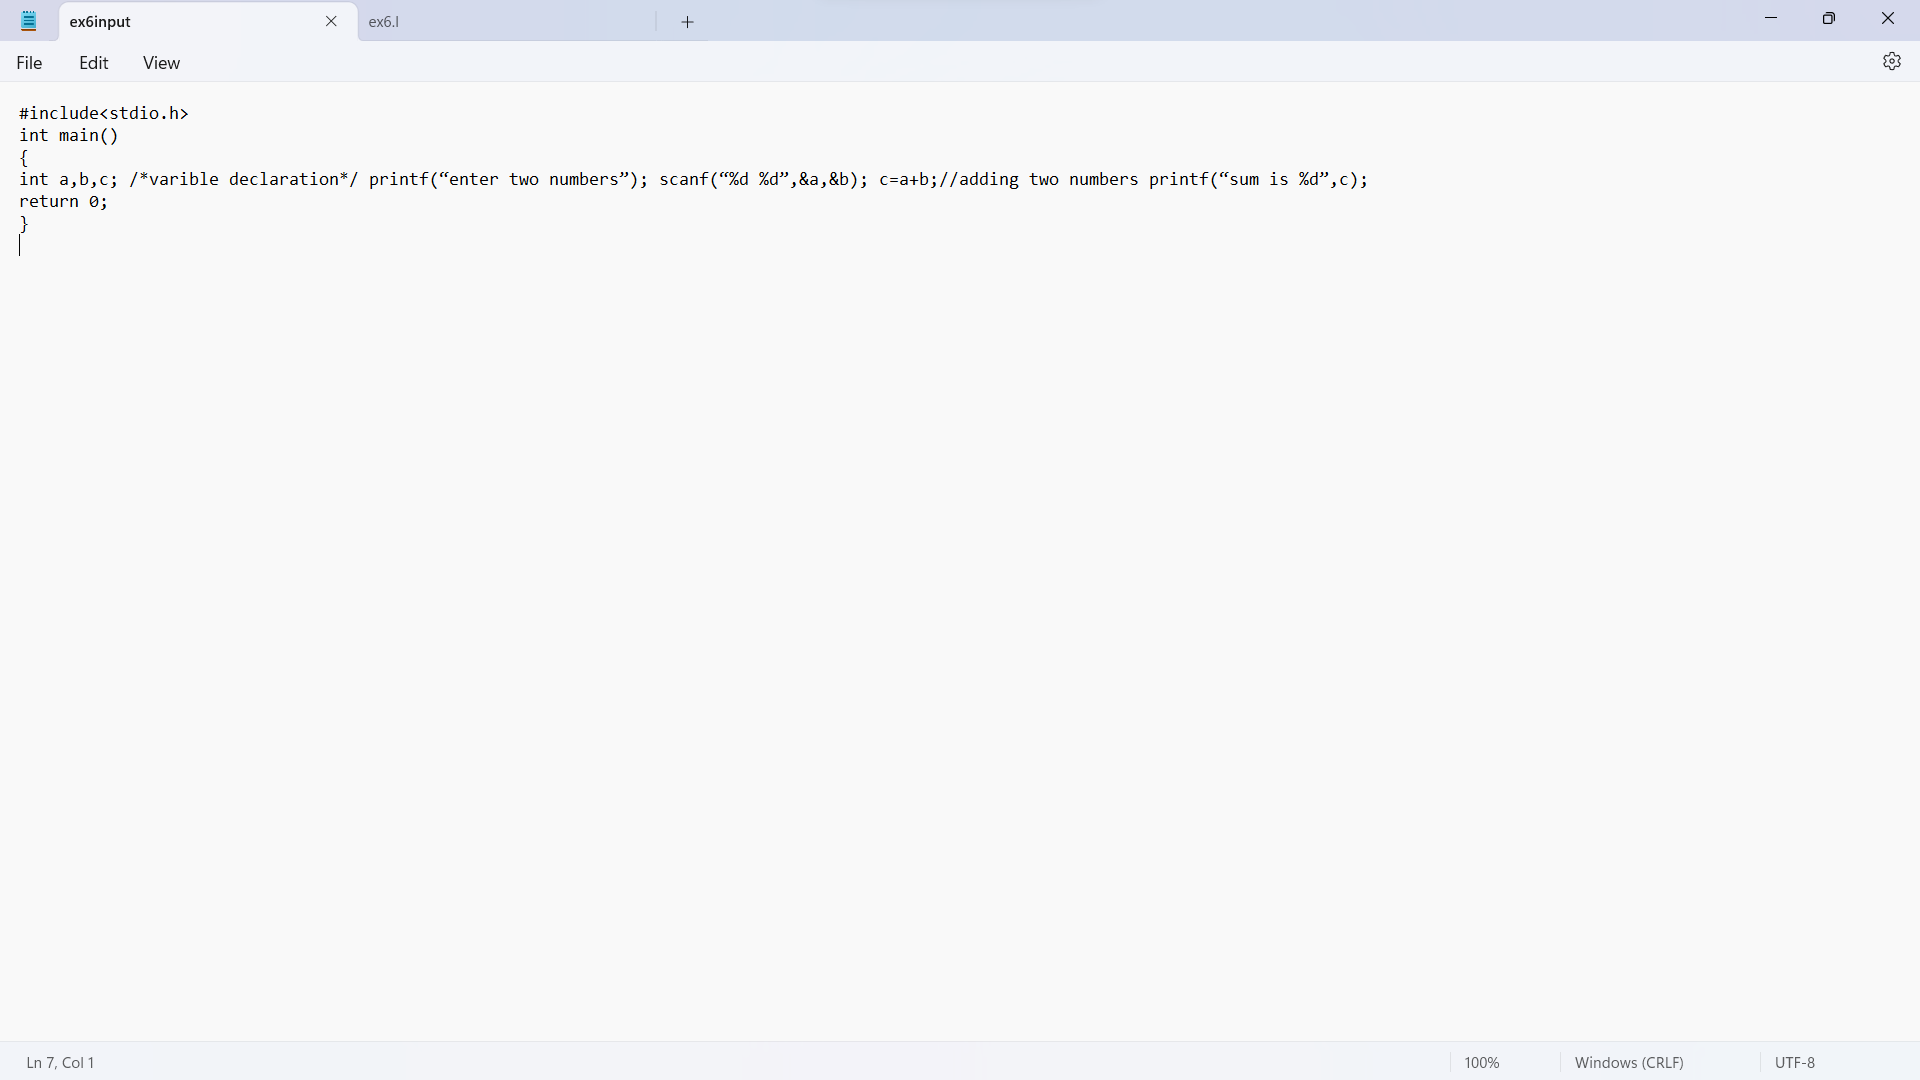 ex6input
ex6.l
File Edit View
#include<stdio.h>
int main()
{
int a,b,c; /*varible declaration*/ printf(“enter two numbers”); scanf(“%d %d”,&a,&b); c=a+b;//adding two numbers printf(“sum is %d”,c);
return 0;
}
Ln 7, Col 1
100%
Windows (CRLF)
UTF-8